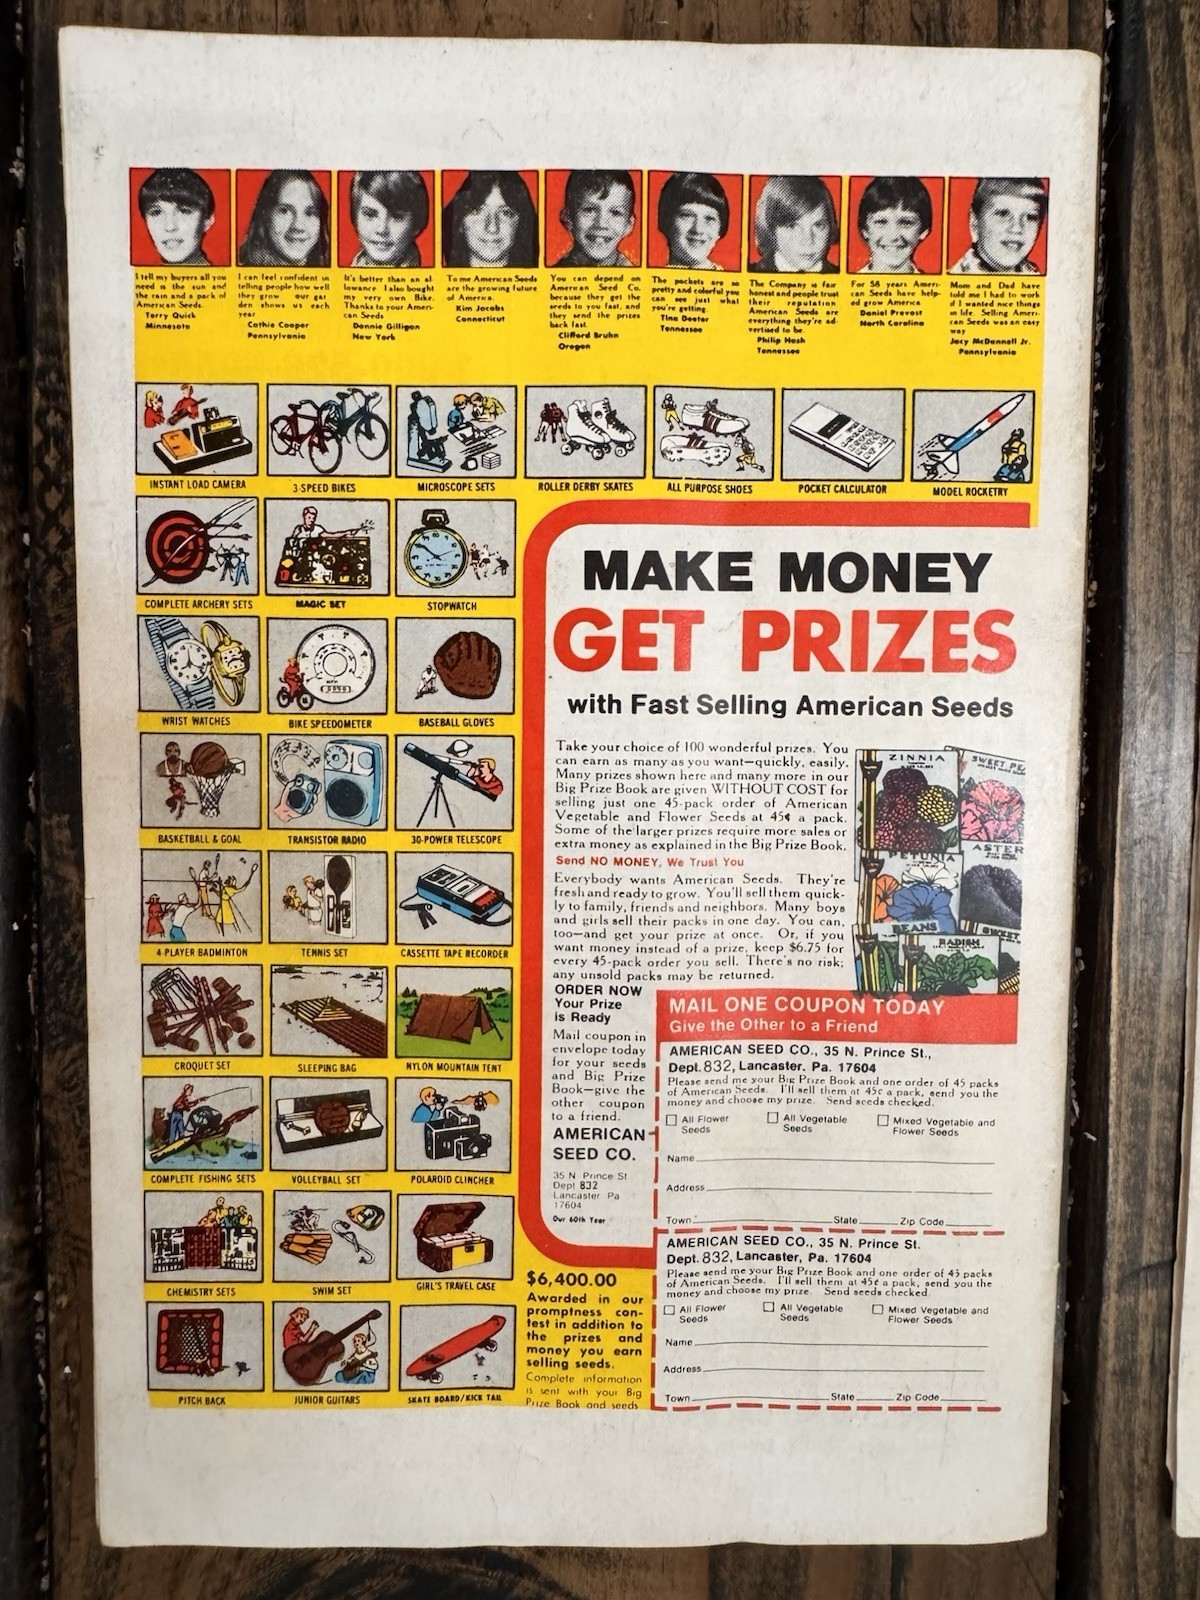 I tell my buyers all you
need is the sun and
the rain and a pack of
American Seeds.
Terry Quick
Minnesota
I can feel confident in
telling people how well
they grow our gar
den shows us each
year
Cathie Cooper
Pennsylvania
It's better than an al-
lowance I also bought
my very own Bike.
Thanks to your Ameri-
can Seeds
Donnie Gilligan
New York
To me American Seeds
are the growing future
of America.
Kim Jacobs
Connecticut
You can depend on
American Seed Co.
because they get the
seeds to you fast, and
they send the prizes
back fast.
Clifford Bruhn
Oregon
The packets are so
pretty and colorful you
can see just what
you're getting.
Tina Doctor
Tennessee
The Company is fair
honest and people trust
their reputation
American Seeds are
everything they're ad-
vertised to be.
Philip Hash
Tennessee
For 58 years Ameri-
can Seeds have help-
ed grow America
Daniel Prevost
North Carolina
Mom and Dad have
told me I had to work
if I wanted nice things
in life. Selling Ameri-
can Seeds was an easy
way
Jacy McDonnell Jr.
Pennsylvania
INSTANT LOAD CAMERA
3-SPEED BIKES
MICROSCOPE SETS
ROLLER DERBY SKATES
ALL PURPOSE SHOES
POCKET CALCULATOR
MODEL ROCKETRY
COMPLETE ARCHERY SETS
MAGIC SET
STOPWATCH
WRIST WATCHES
BIKE SPEEDOMETER
BASEBALL GLOVES
BASKETBALL & GOAL
TRANSISTOR RADIO
30-POWER TELESCOPE
4-PLAYER BADMINTON
TENNIS SET
CASSETTE TAPE RECORDER
CROQUET SET
SLEEPING BAG
NYLON MOUNTAIN TENT
COMPLETE FISHING SETS
VOLLEYBALL SET
POLAROID CLINCHER
CHEMISTRY SETS
SWIM SET
GIRL'S TRAVEL CASE
PITCH BACK
JUNIOR GUITARS
SKATE BOARD/KICK TAIL
MAKE MONEY
GET PRIZES
with Fast Selling American Seeds
Take your choice of 100 wonderful prizes. You
can earn as many as you want—quickly, easily.
Many prizes shown here and many more in our
Big Prize Book are given WITHOUT COST for
selling just one 45-pack order of American
Vegetable and Flower Seeds at 45¢ a pack.
Some of the larger prizes require more sales or
extra money as explained in the Big Prize Book.
Send NO MONEY, We Trust You
Everybody wants American Seeds. They're
fresh and ready to grow. You'll sell them quick-
ly to family, friends and neighbors. Many boys
and girls sell their packs in one day. You can,
too—and get your prize at once. Or, if you
want money instead of a prize, keep $6.75 for
every 45-pack order you sell. There's no risk;
any unsold packs may be returned.
ZINNIA
SWEET PEA
ASTER
PETUNIA
BEANS
RADISH
SWEET
ORDER NOW
Your Prize
is Ready
Mail coupon in
envelope today
for your seeds
and Big Prize
Book—give the
other coupon
to a friend.
AMERICAN
SEED CO.
35 N Prince St
Dept 832
Lancaster Pa
17604
Our 60th Year
MAIL ONE COUPON TODAY
Give the Other to a Friend
AMERICAN SEED CO., 35 N. Prince St.,
Dept. 832, Lancaster, Pa. 17604
Please send me your Big Prize Book and one order of 45 packs
of American Seeds. I'll sell them at 45¢ a pack, send you the
money and choose my prize. Send seeds checked.
All Flower
Seeds
All Vegetable
Seeds
Mixed Vegetable and
Flower Seeds
Name
Address
Town State Zip Code
AMERICAN SEED CO., 35 N. Prince St.
Dept. 832, Lancaster, Pa. 17604
Please send me your Big Prize Book and one order of 45 packs
of American Seeds. I'll sell them at 45¢ a pack, send you the
money and choose my prize. Send seeds checked.
All Flower
Seeds
All Vegetable
Seeds
Mixed Vegetable and
Flower Seeds
Name
Address
Town State Zip Code
$6,400.00
Awarded in our
promptness con-
test in addition to
the prizes and
money you earn
selling seeds.
Complete information
is sent with your Big
Prize Book and seeds